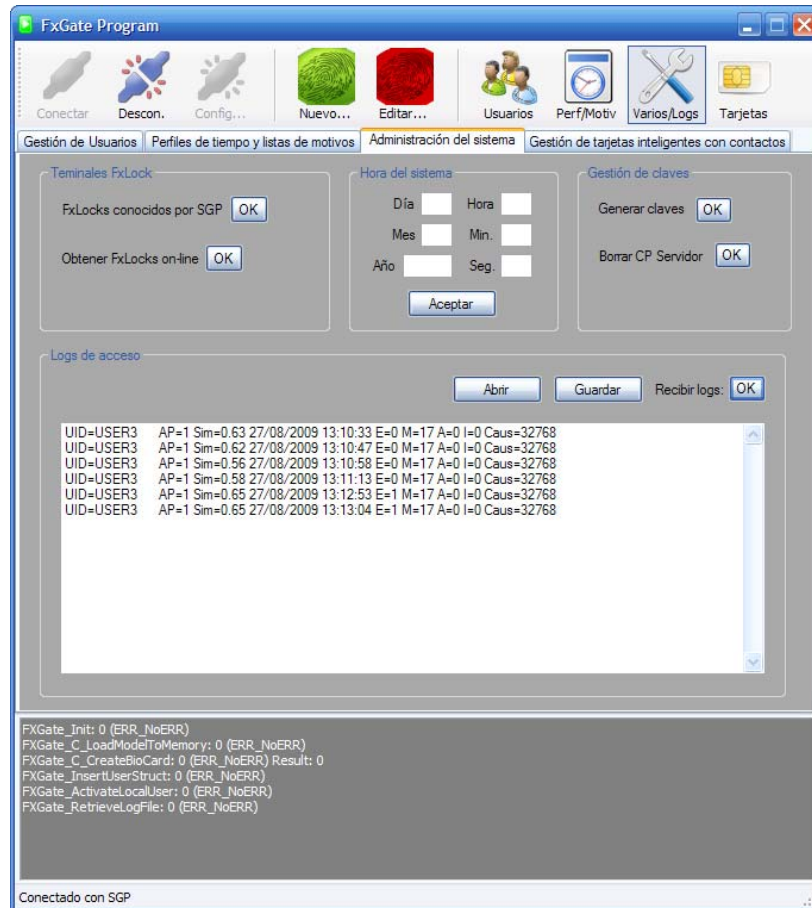 FxGate Program
Conectar Descon. Config... Nuevo... Editar... Usuarios Perf/Motiv Varios/Logs Tarjetas
Gestión de Usuarios Perfiles de tiempo y listas de motivos Administración del sistema Gestión de tarjetas inteligentes con contactos
Teminales FxLock
FxLocks conocidos por SGP OK
Obtener FxLocks on-line OK
Hora del sistema
Día Hora
Mes Min.
Año Seg.
Aceptar
Gestión de claves
Generar claves OK
Borrar CP Servidor OK
Logs de acceso
Abrir Guardar Recibir logs: OK
UID=USER3 AP=1 Sim=0.63 27/08/2009 13:10:33 E=0 M=17 A=0 I=0 Caus=32768
UID=USER3 AP=1 Sim=0.62 27/08/2009 13:10:47 E=0 M=17 A=0 I=0 Caus=32768
UID=USER3 AP=1 Sim=0.56 27/08/2009 13:10:58 E=0 M=17 A=0 I=0 Caus=32768
UID=USER3 AP=1 Sim=0.58 27/08/2009 13:11:13 E=0 M=17 A=0 I=0 Caus=32768
UID=USER3 AP=1 Sim=0.65 27/08/2009 13:12:53 E=1 M=17 A=0 I=0 Caus=32768
UID=USER3 AP=1 Sim=0.65 27/08/2009 13:13:04 E=1 M=17 A=0 I=0 Caus=32768
FXGate_Init: 0 (ERR_NoERR)
FXGate_C_LoadModelToMemory: 0 (ERR_NoERR)
FXGate_C_CreateBioCard: 0 (ERR_NoERR) Result: 0
FXGate_InsertUserStruct: 0 (ERR_NoERR)
FXGate_ActivateLocalUser: 0 (ERR_NoERR)
FXGate_RetrieveLogFile: 0 (ERR_NoERR)
Conectado con SGP